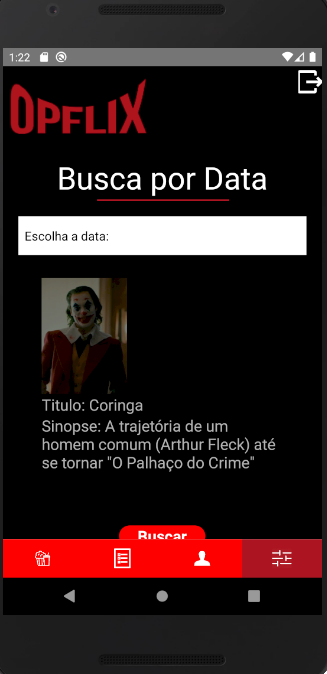 1:22
OPFLIX
Busca por Data
Escolha a data:
Titulo: Coringa
Sinopse: A trajetória de um
homem comum (Arthur Fleck) até
se tornar "O Palhaço do Crime"
Buscar